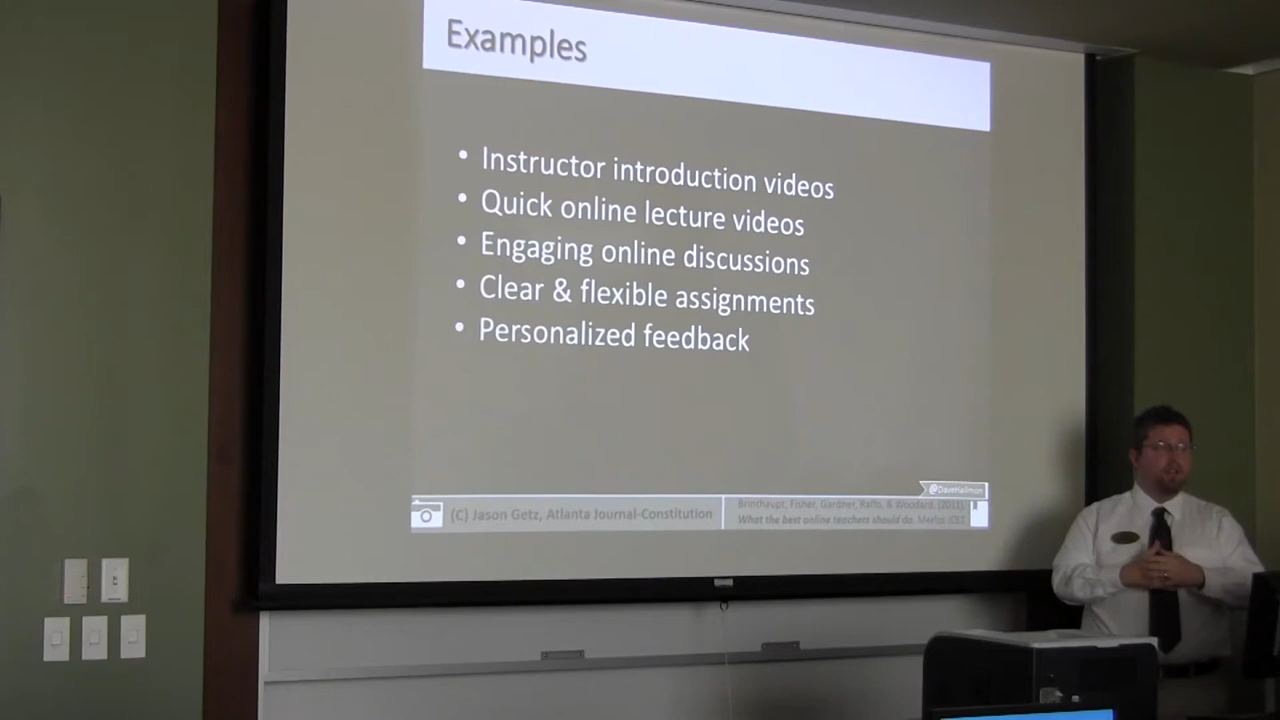 Examples
• Instructor introduction videos
• Quick online lecture videos
• Engaging online discussions
• Clear & flexible assignments
• Personalized feedback
@DaveHallmon
(C) Jason Getz, Atlanta Journal-Constitution
Brinthaupt, Fisher, Gardner, Raffo, & Woodard. (2011).
What the best online teachers should do. Merlot JOLT